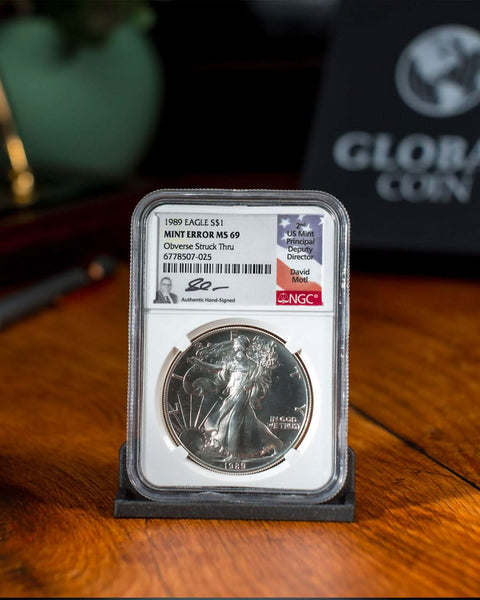 GLOBA
COIN
1989 EAGLE S$1
MINT ERROR MS 69
Obverse Struck Thru
6778507-025
Authentic Hand-Signed
2nd
US Mint
Principal
Deputy
Director
David
Motl
NGC®
IN GOD
WE TRUST
1989